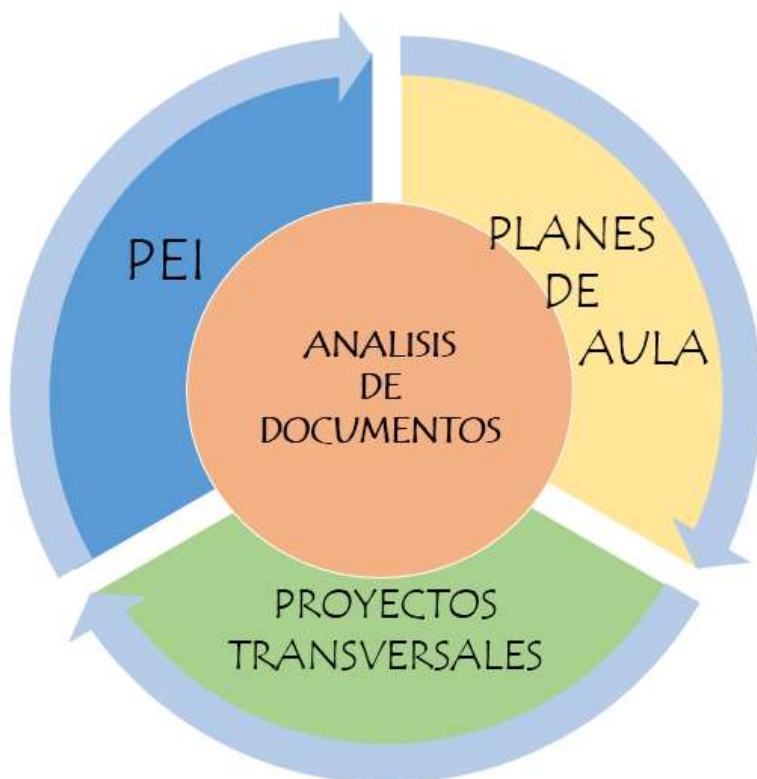 PEI
PLANES
DE
AULA
ANALISIS
DE
DOCUMENTOS
PROYECTOS
TRANSVERSALES